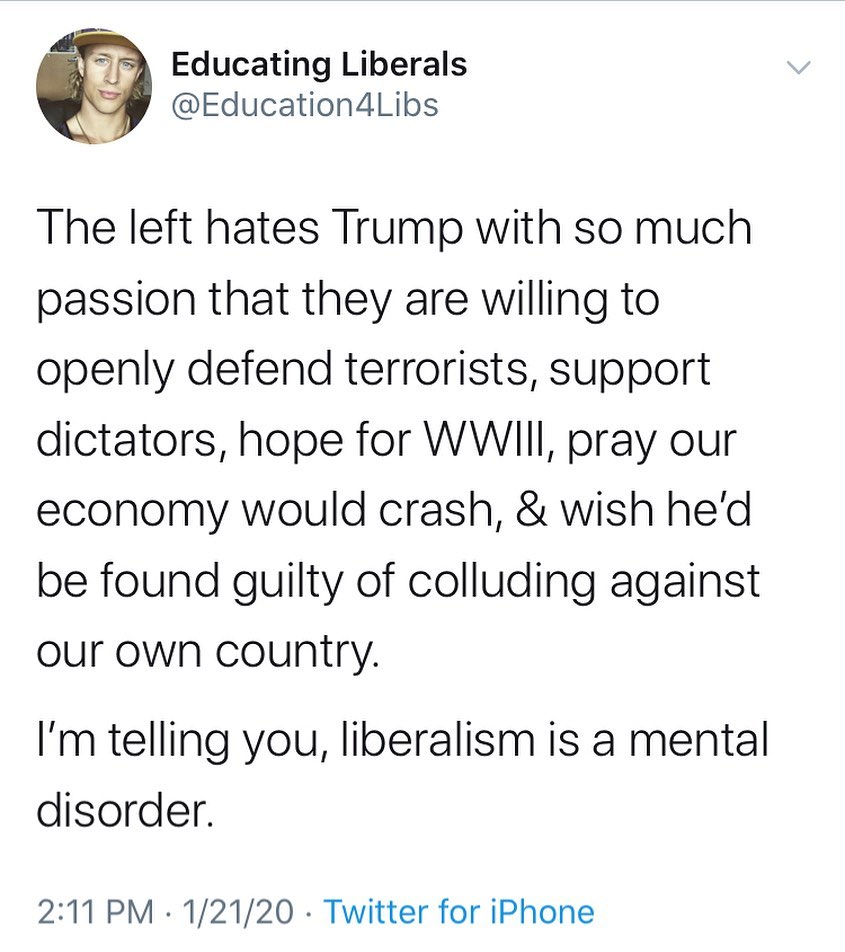 Educating Liberals
@Education4Libs
The left hates Trump with so much
passion that they are willing to
openly defend terrorists, support
dictators, hope for WWIII, pray our
economy would crash, & wish he’d
be found guilty of colluding against
our own country.
I’m telling you, liberalism is a mental
disorder.
2:11 PM · 1/21/20 · Twitter for iPhone